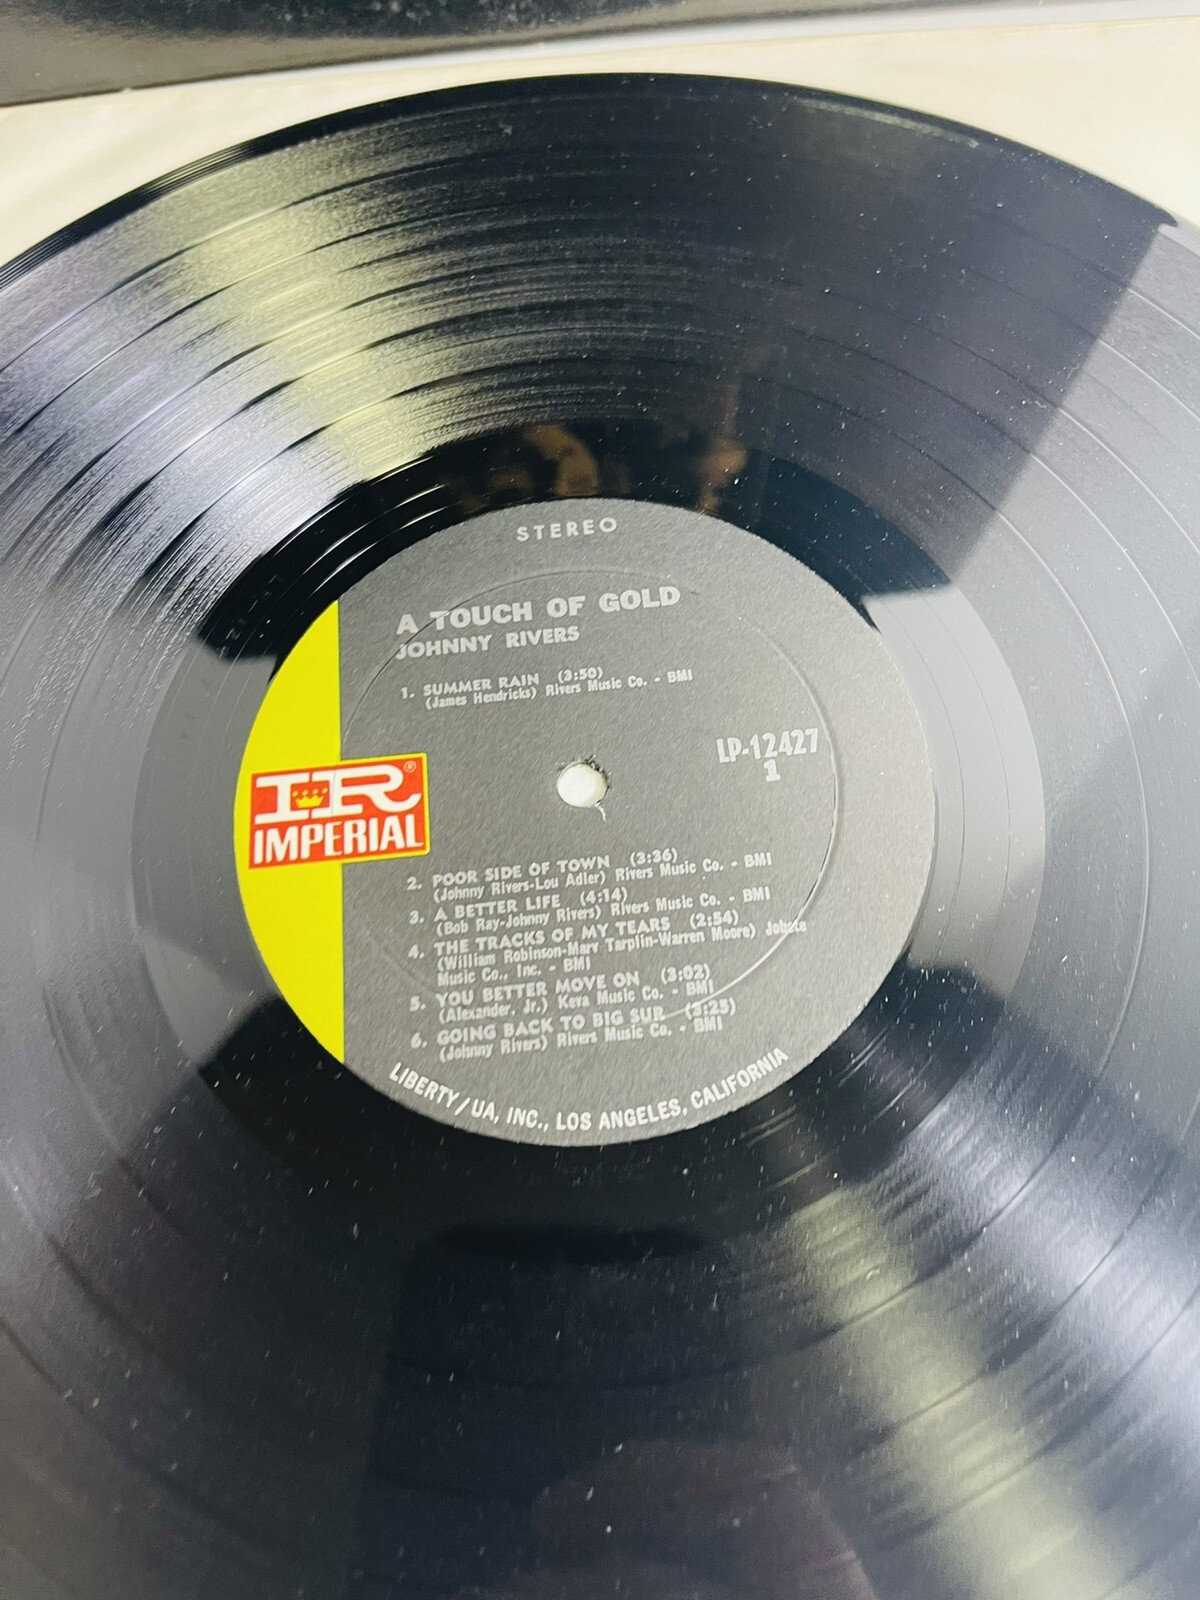 STEREO
A TOUCH OF GOLD
JOHNNY RIVERS
1. SUMMER RAIN (3:50)
(James Hendricks) Rivers Music Co. - BMI
LP-12427
1
IR®
IMPERIAL
2. POOR SIDE OF TOWN (3:36)
(Johnny Rivers-Lou Adler) Rivers Music Co. - BMI
3. A BETTER LIFE (4:14)
(Bob Ray-Johnny Rivers) Rivers Music Co. - BMI
4. THE TRACKS OF MY TEARS (2:54)
(William Robinson-Marv Tarplin-Warren Moore) Jobete
Music Co., Inc. - BMI
5. YOU BETTER MOVE ON (3:02)
(Alexander, Jr.) Keva Music Co. - BMI
6. GOING BACK TO BIG SUR (3:25)
(Johnny Rivers) Rivers Music Co. - BMI
LIBERTY/UA, INC., LOS ANGELES, CALIFORNIA